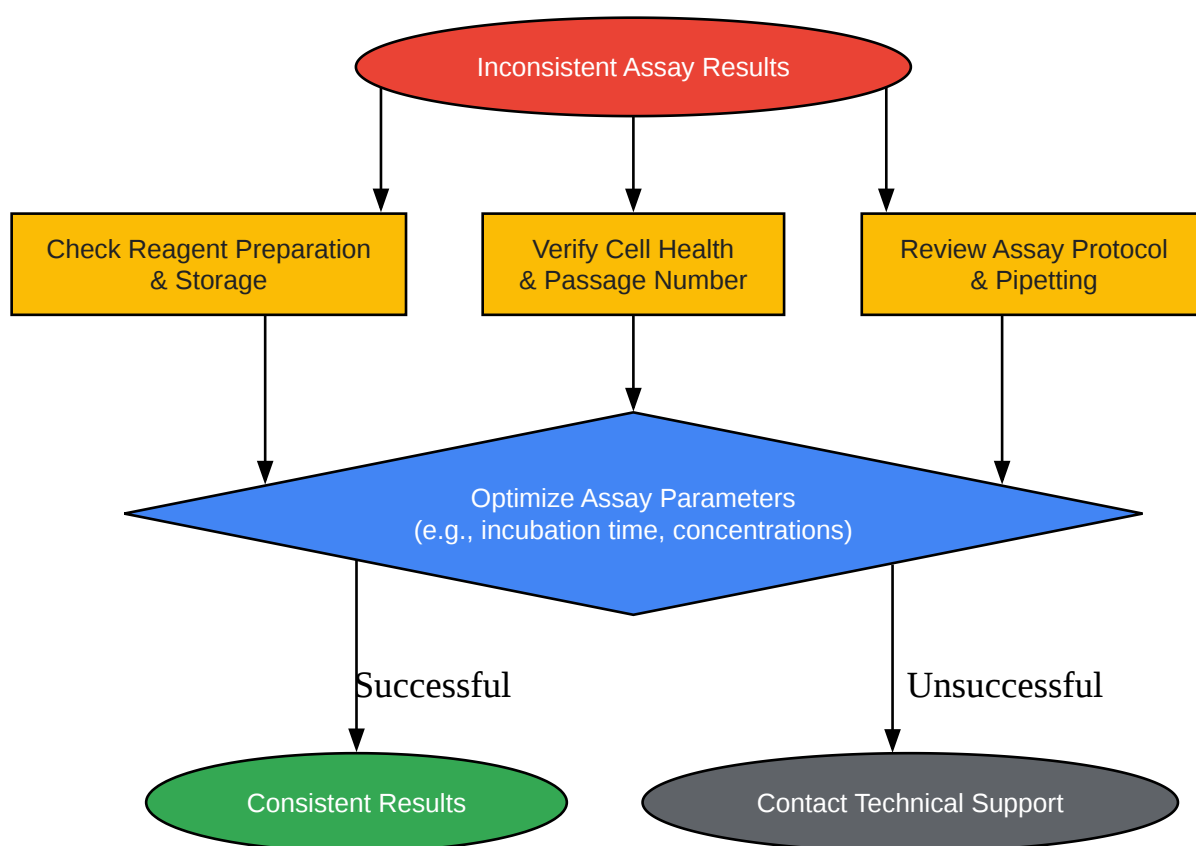 Inconsistent Assay Results
Check Reagent Preparation
& Storage
Verify Cell Health
& Passage Number
Review Assay Protocol
& Pipetting
Optimize Assay Parameters
(e.g., incubation time, concentrations)
Successful
Unsuccessful
Consistent Results
Contact Technical Support